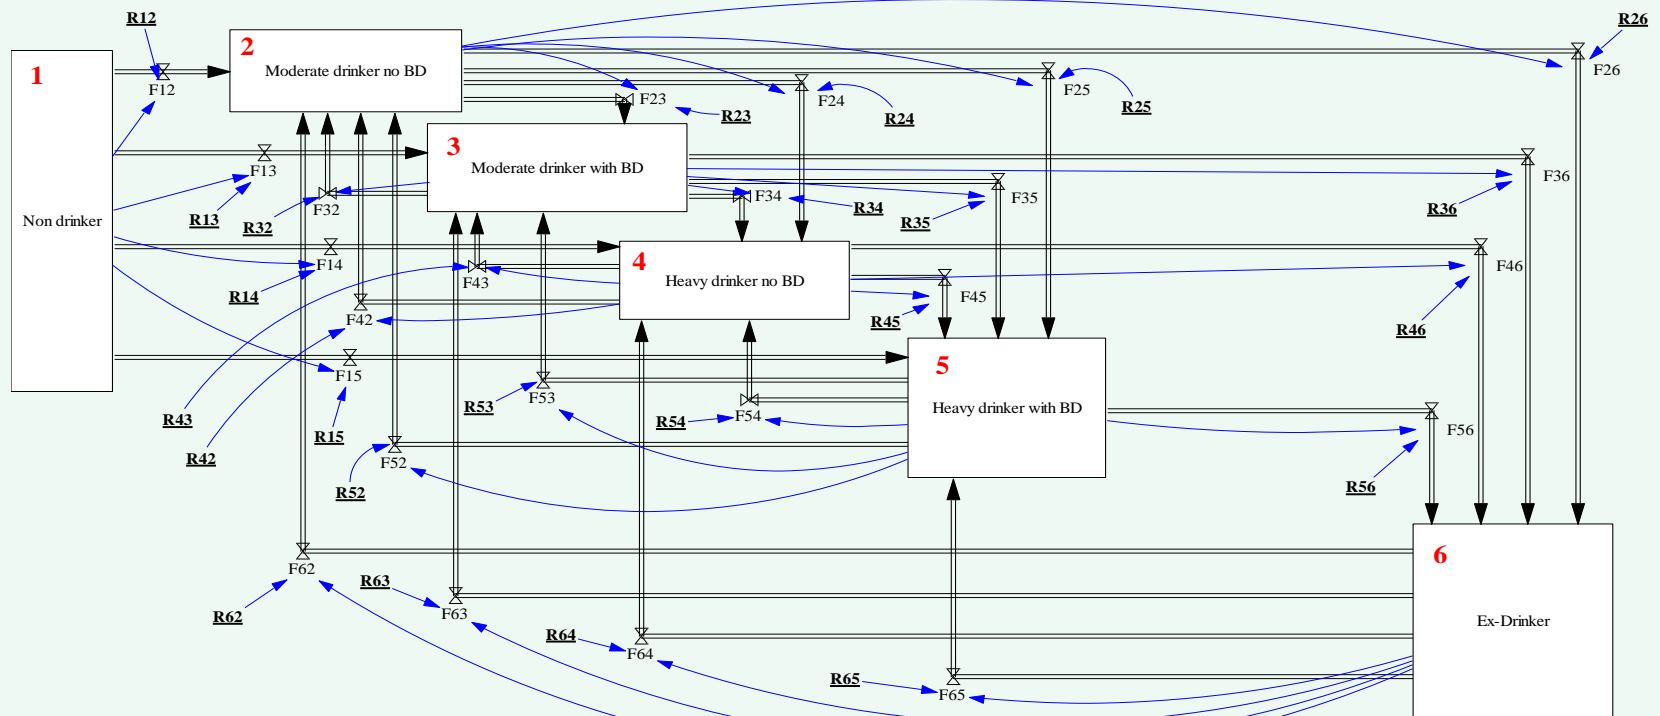 R12
R26
2
Moderate drinker no BD
1
F12
F26
F25
F23
F24
R23
R24
R25
3
Moderate drinker with BD
F13
F36
R13
R32
F32
F34
R34
F35
R35
R36
Non drinker
4
Heavy drinker no BD
F14
R14
F43
F46
F45
R45
R46
F42
5
Heavy drinker with BD
F15
R15
R43
R42
R53
F53
R54
F54
F56
R56
F52
R52
6
Ex-Drinker
F62
R62
R63
F63
R64
F64
R65
F65